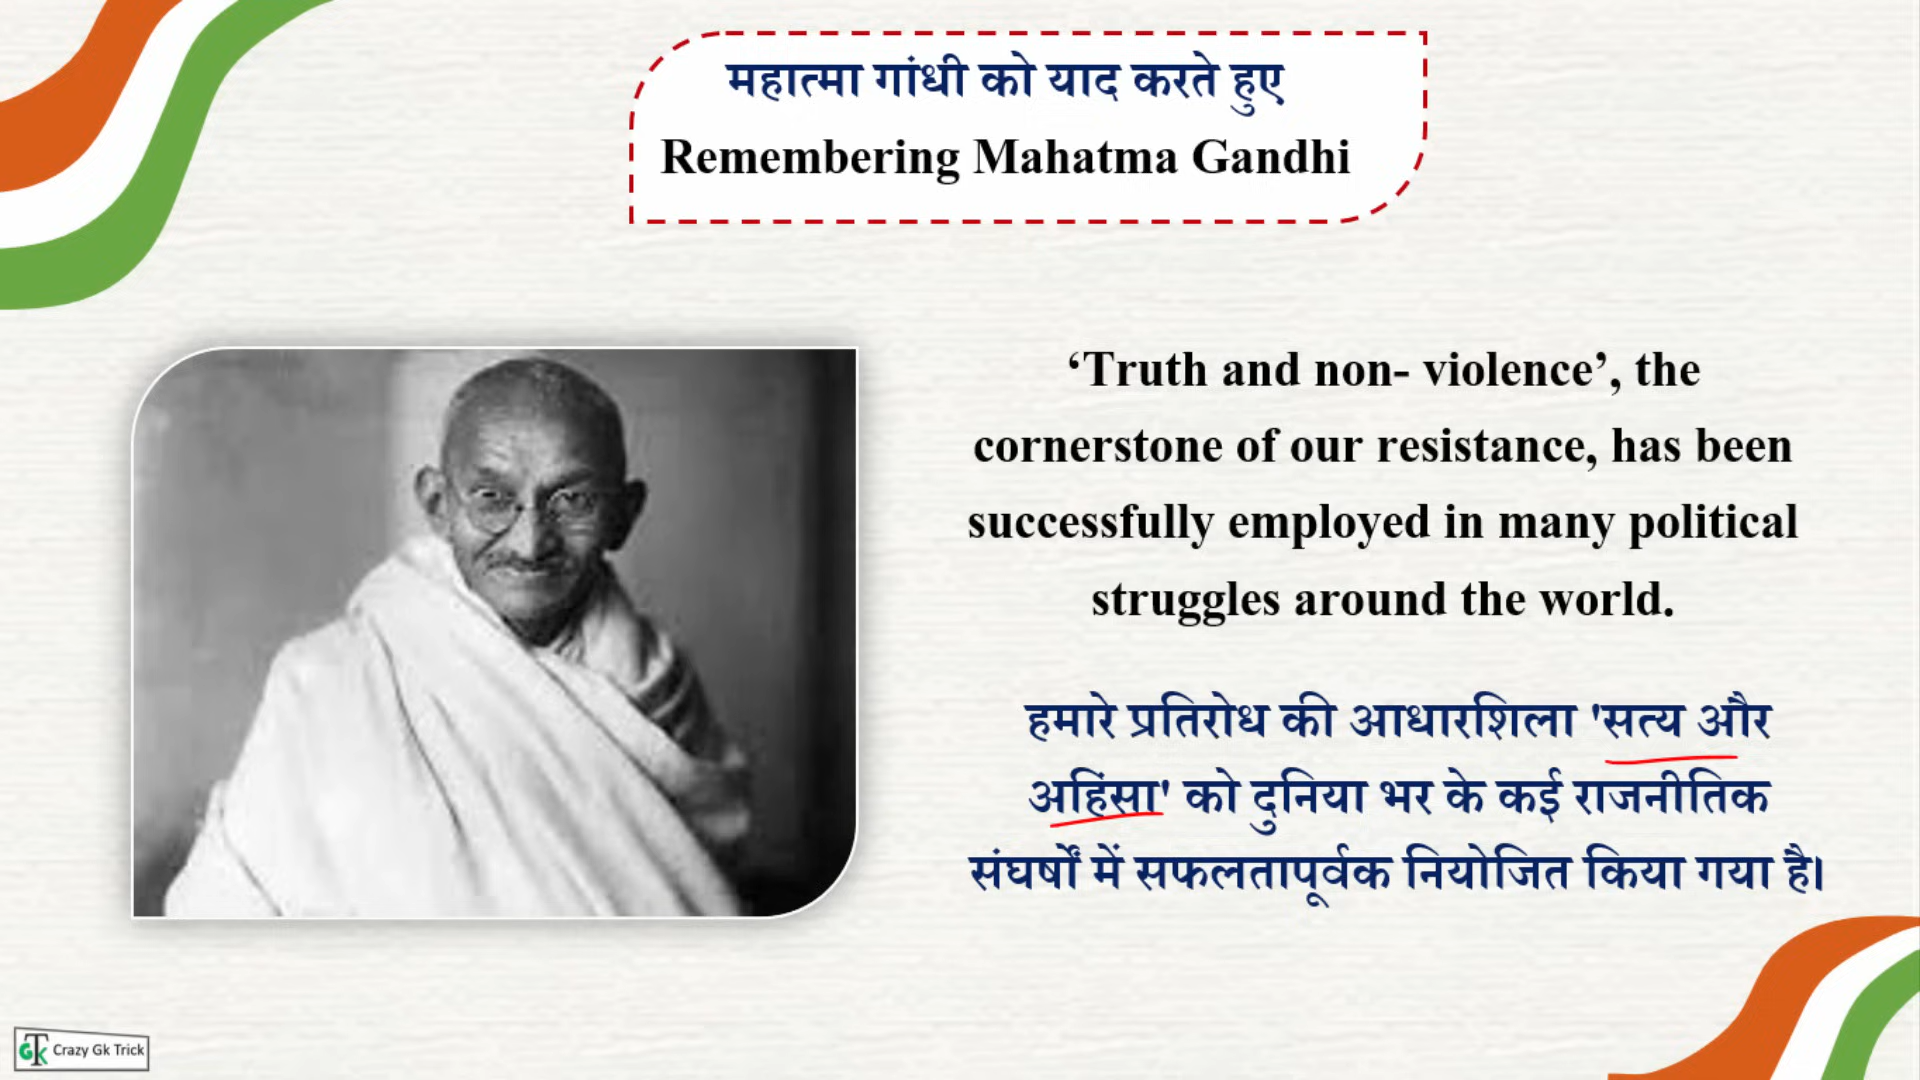 महात्मा गांधी को याद करते हुए
Remembering Mahatma Gandhi
‘Truth and non- violence’, the
cornerstone of our resistance, has been
successfully employed in many political
struggles around the world.
हमारे प्रतिरोध की आधारशिला 'सत्य और
अहिंसा' को दुनिया भर के कई राजनीतिक
संघर्षों में सफलतापूर्वक नियोजित किया गया है।
GTK Crazy Gk Trick